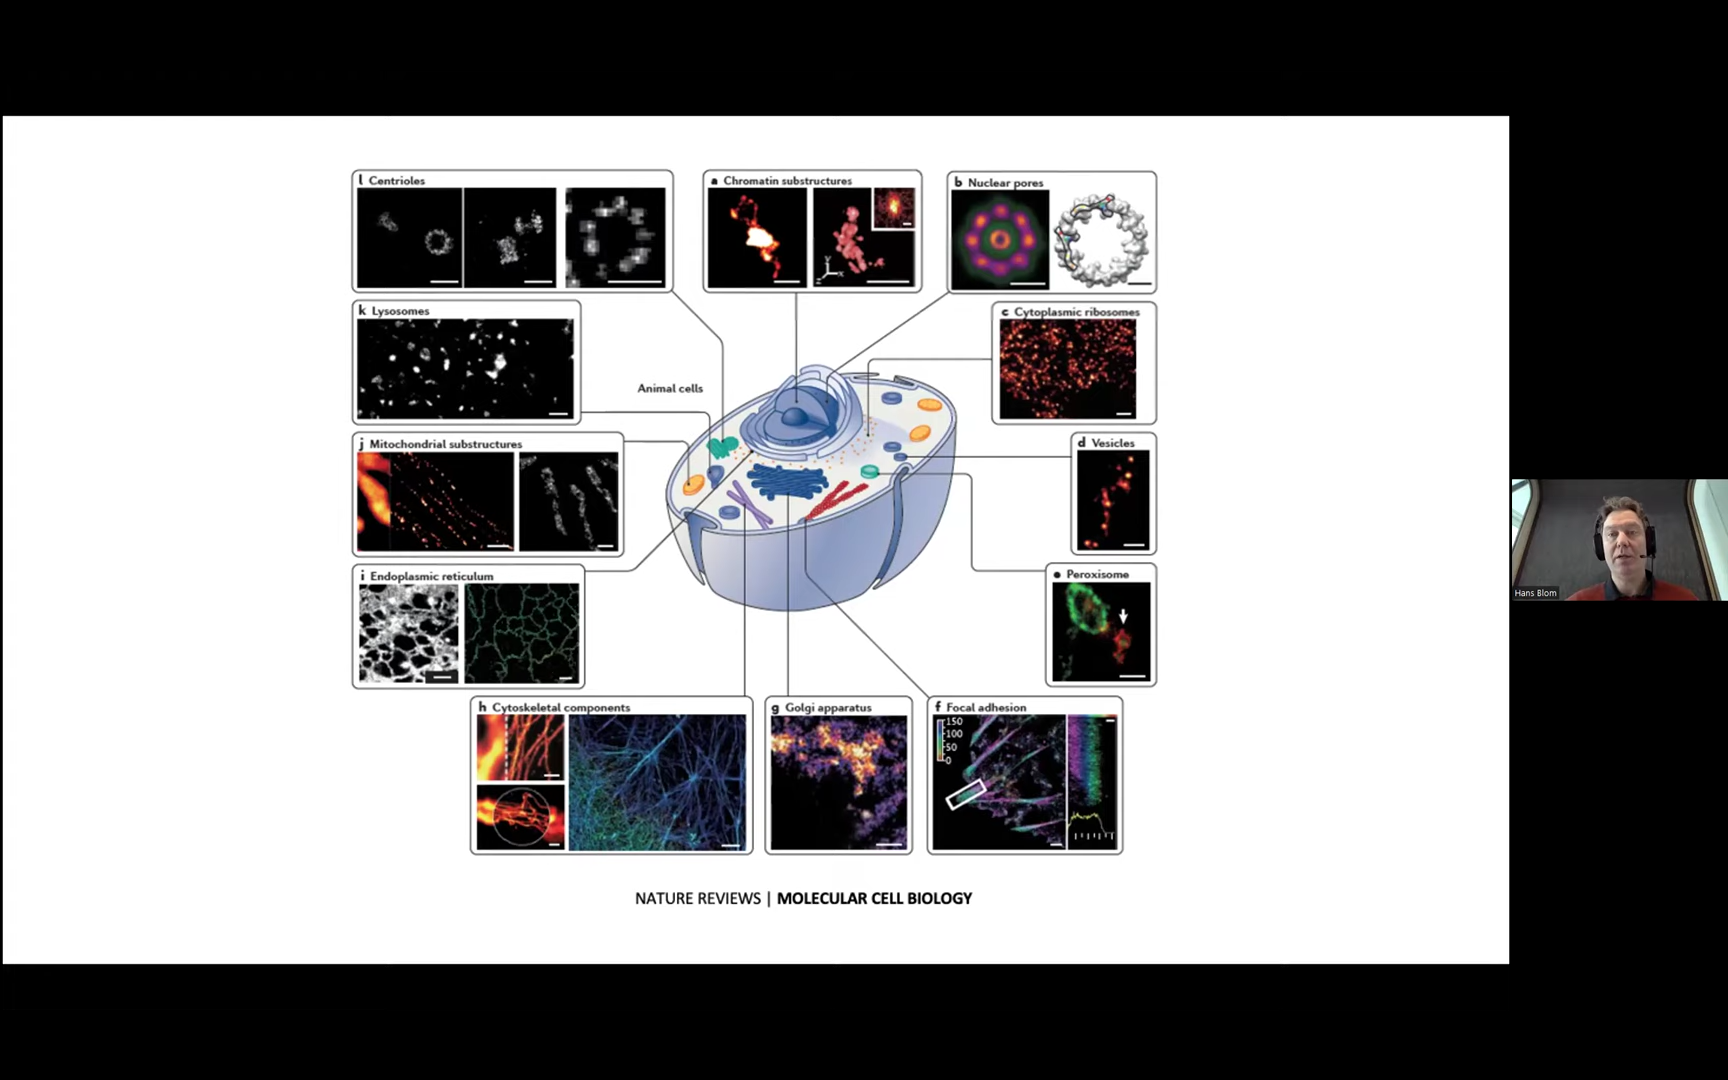 l Centrioles
a Chromatin substructures
b Nuclear pores
y
x
z
k Lysosomes
c Cytoplasmic ribosomes
Animal cells
j Mitochondrial substructures
d Vesicles
i Endoplasmic reticulum
e Peroxisome
Hans Blom
h Cytoskeletal components
g Golgi apparatus
f Focal adhesion
150
100
50
0
NATURE REVIEWS | MOLECULAR CELL BIOLOGY